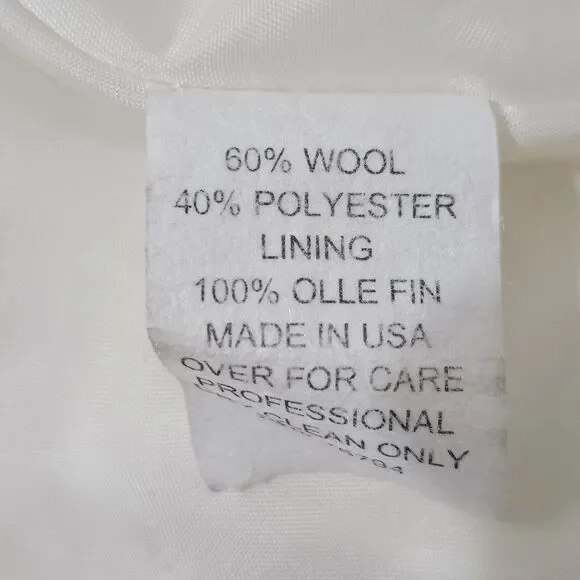 60% WOOL
40% POLYESTER
LINING
100% OLLE FIN
MADE IN USA
OVER FOR CARE
PROFESSIONAL
CLEAN ONLY